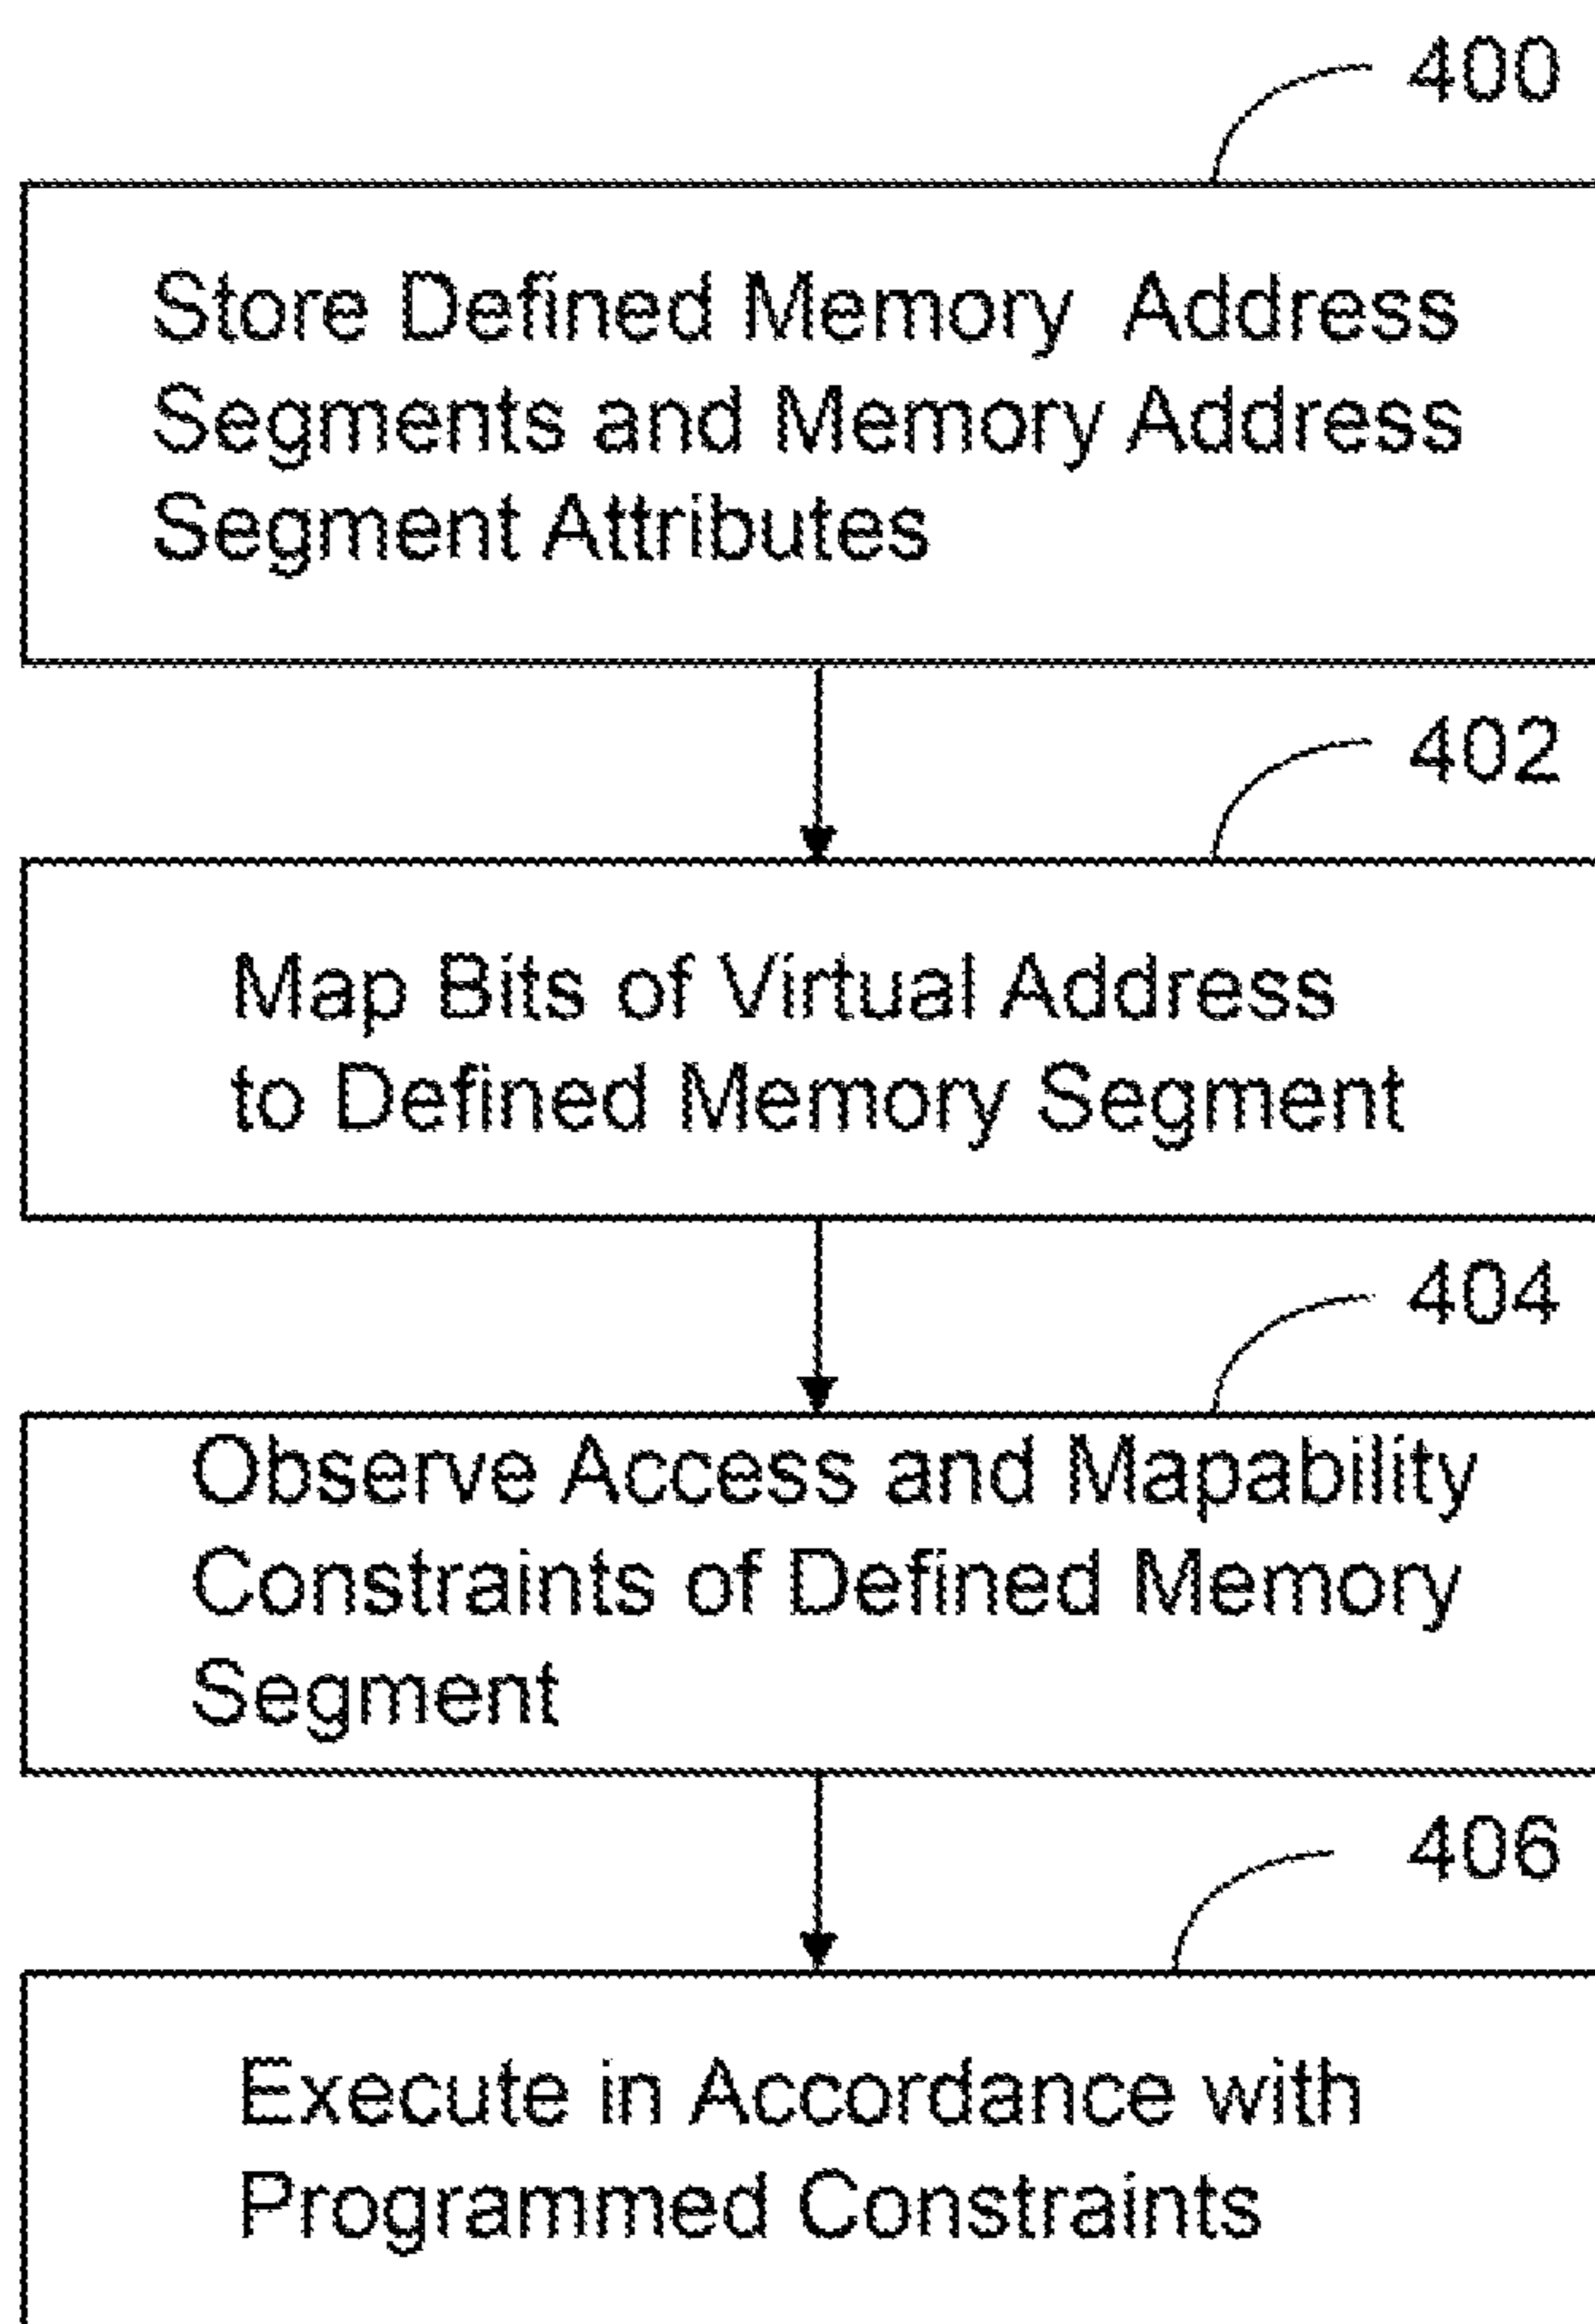 400
Store Defined Memory Address
Segments and Memory Address
Segment Attributes
402
Map Bits of Virtual Address
to Defined Memory Segment
404
Observe Access and Mapability
Constraints of Defined Memory
Segment
406
Execute in Accordance with
Programmed Constraints